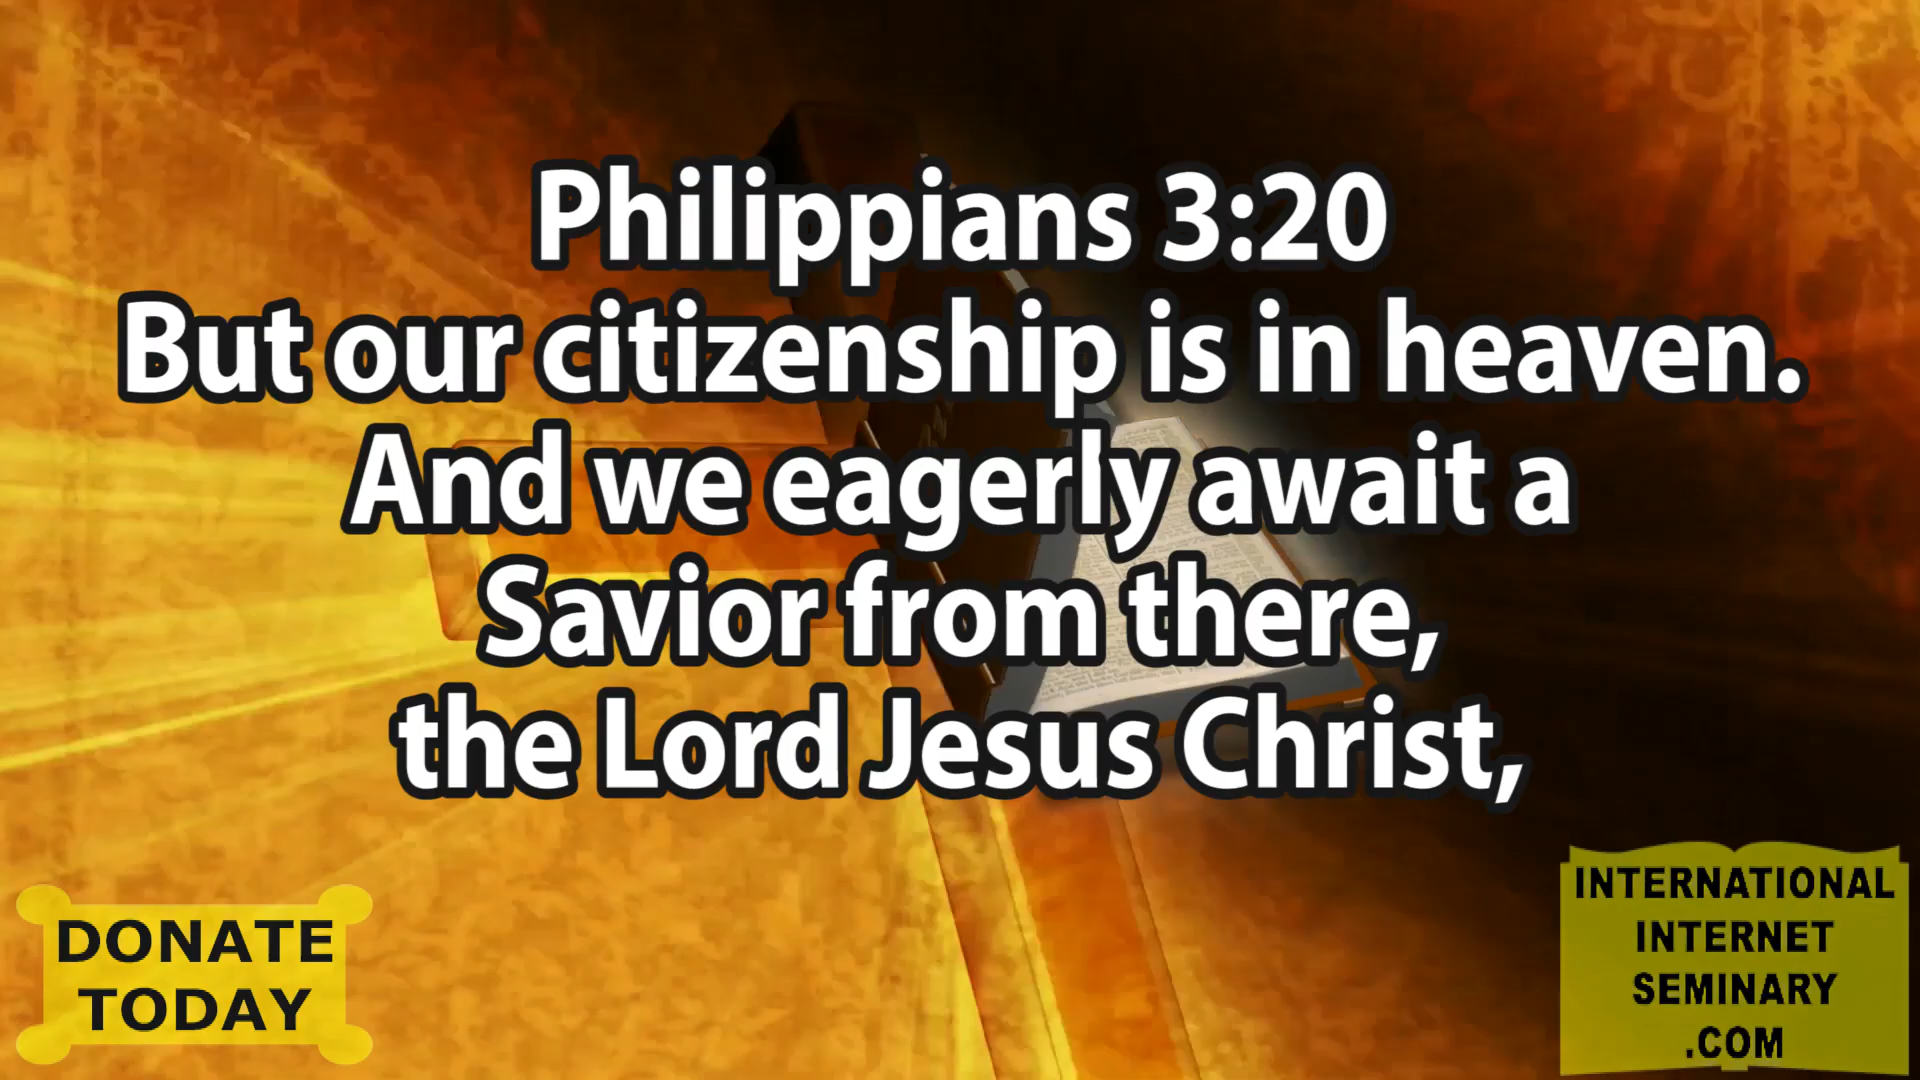 Philippians 3:20
But our citizenship is in heaven.
And we eagerly await a
Savior from there,
the Lord Jesus Christ,
DONATE
TODAY
INTERNATIONAL
INTERNET
SEMINARY
.COM